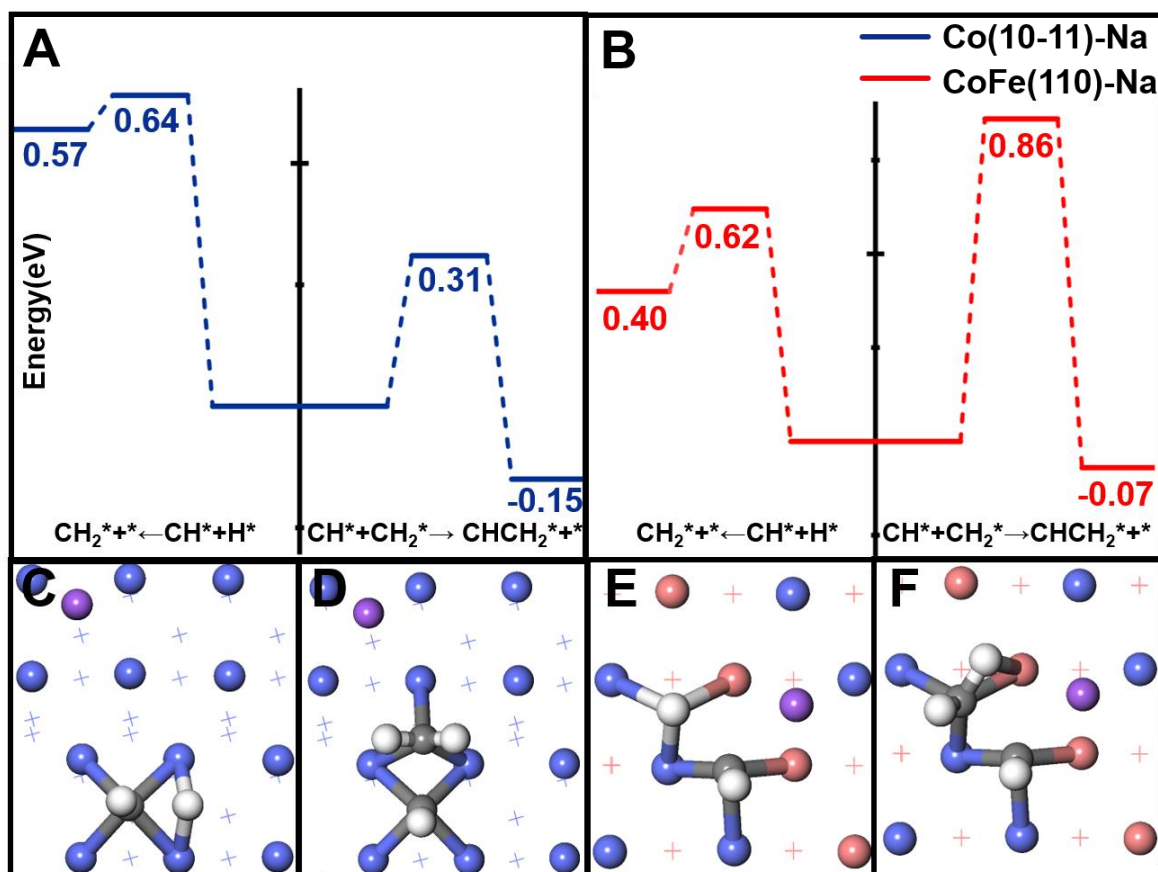 A
B
Co(10-11)-Na
CoFe(110)-Na
0.64
0.57
0.31
-0.15
Energy(eV)
CH₂*+*←CH*+H*
CH*+CH₂*→ CHCH₂*+*
0.86
0.62
0.40
-0.07
CH₂*+*←CH*+H*
CH*+CH₂*→CHCH₂*+*
C
D
E
F